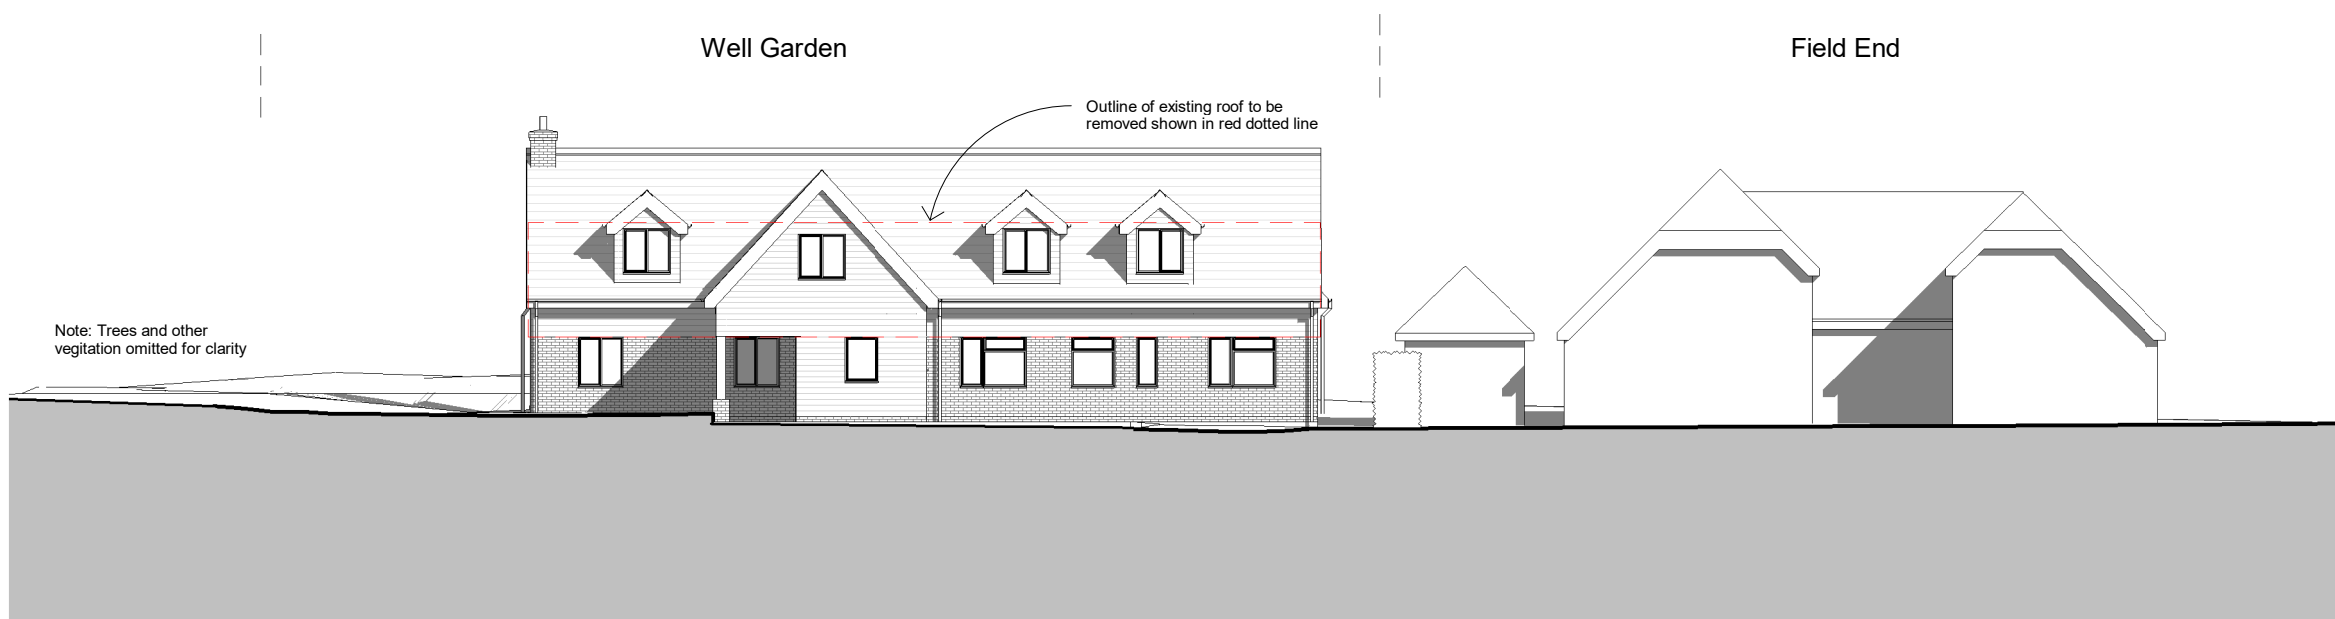 Well Garden
Field End
Outline of existing roof to be
removed shown in red dotted line
Note: Trees and other
vegitation omitted for clarity